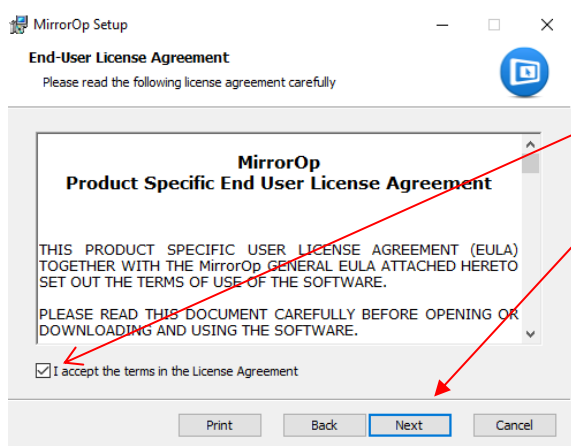 MirrorOp Setup
End-User License Agreement
Please read the following license agreement carefully
MirrorOp
Product Specific End User License Agreement
THIS PRODUCT SPECIFIC USER LICENSE AGREEMENT (EULA)
TOGETHER WITH THE MirrorOp GENERAL EULA ATTACHED HERETO
SET OUT THE TERMS OF USE OF THE SOFTWARE.
PLEASE READ THIS DOCUMENT CAREFULLY BEFORE OPENING OR
DOWNLOADING AND USING THE SOFTWARE.
I accept the terms in the License Agreement
Print Back Next Cancel